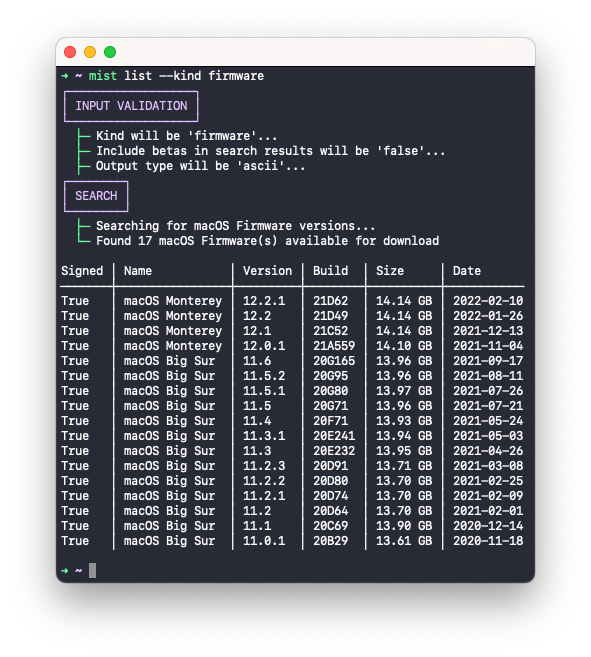 ➜ ~ mist list --kind firmware
INPUT VALIDATION
├─ Kind will be 'firmware'...
├─ Include betas in search results will be 'false'...
├─ Output type will be 'ascii'...
SEARCH
├─ Searching for macOS Firmware versions...
└─ Found 17 macOS Firmware(s) available for download
Signed │ Name │ Version │ Build │ Size │ Date
True │ macOS Monterey │ 12.2.1 │ 21D62 │ 14.14 GB │ 2022-02-10
True │ macOS Monterey │ 12.2 │ 21D49 │ 14.14 GB │ 2022-01-26
True │ macOS Monterey │ 12.1 │ 21C52 │ 14.14 GB │ 2021-12-13
True │ macOS Monterey │ 12.0.1 │ 21A559 │ 14.10 GB │ 2021-11-04
True │ macOS Big Sur │ 11.6 │ 20G165 │ 13.96 GB │ 2021-09-17
True │ macOS Big Sur │ 11.5.2 │ 20G95 │ 13.96 GB │ 2021-08-11
True │ macOS Big Sur │ 11.5.1 │ 20G80 │ 13.97 GB │ 2021-07-26
True │ macOS Big Sur │ 11.5 │ 20G71 │ 13.96 GB │ 2021-07-21
True │ macOS Big Sur │ 11.4 │ 20F71 │ 13.93 GB │ 2021-05-24
True │ macOS Big Sur │ 11.3.1 │ 20E241 │ 13.94 GB │ 2021-05-03
True │ macOS Big Sur │ 11.3 │ 20E232 │ 13.95 GB │ 2021-04-26
True │ macOS Big Sur │ 11.2.3 │ 20D91 │ 13.71 GB │ 2021-03-08
True │ macOS Big Sur │ 11.2.2 │ 20D80 │ 13.70 GB │ 2021-02-25
True │ macOS Big Sur │ 11.2.1 │ 20D74 │ 13.70 GB │ 2021-02-09
True │ macOS Big Sur │ 11.2 │ 20D64 │ 13.70 GB │ 2021-02-01
True │ macOS Big Sur │ 11.1 │ 20C69 │ 13.90 GB │ 2020-12-14
True │ macOS Big Sur │ 11.0.1 │ 20B29 │ 13.61 GB │ 2020-11-18
➜ ~